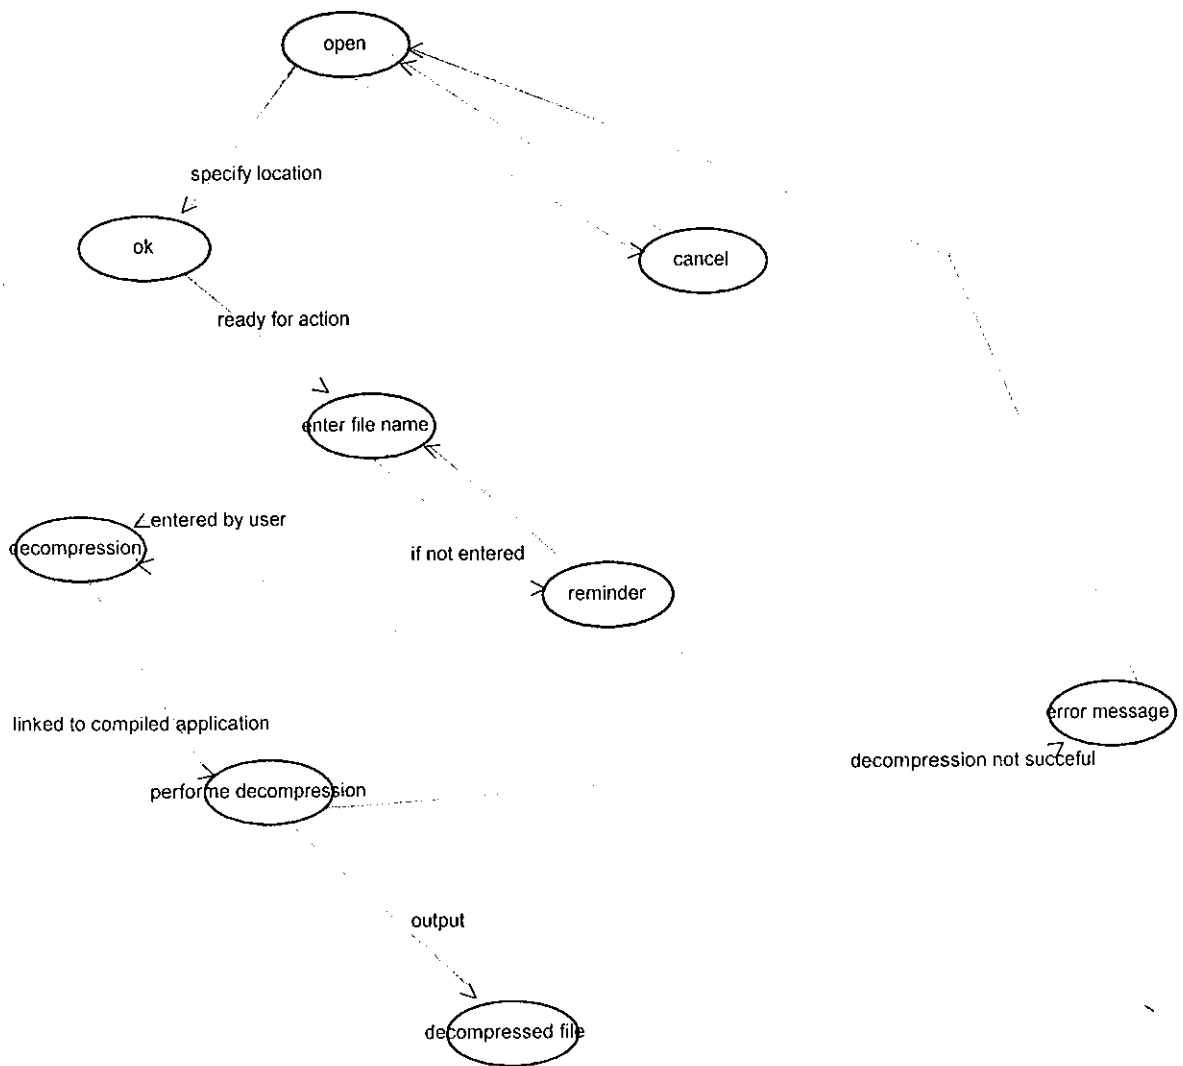 open
specify location
ok
cancel
ready for action
enter file name
entered by user
decompression
if not entered
reminder
linked to compiled application
error message
decompression not succeful
performe decompression
output
decompressed file